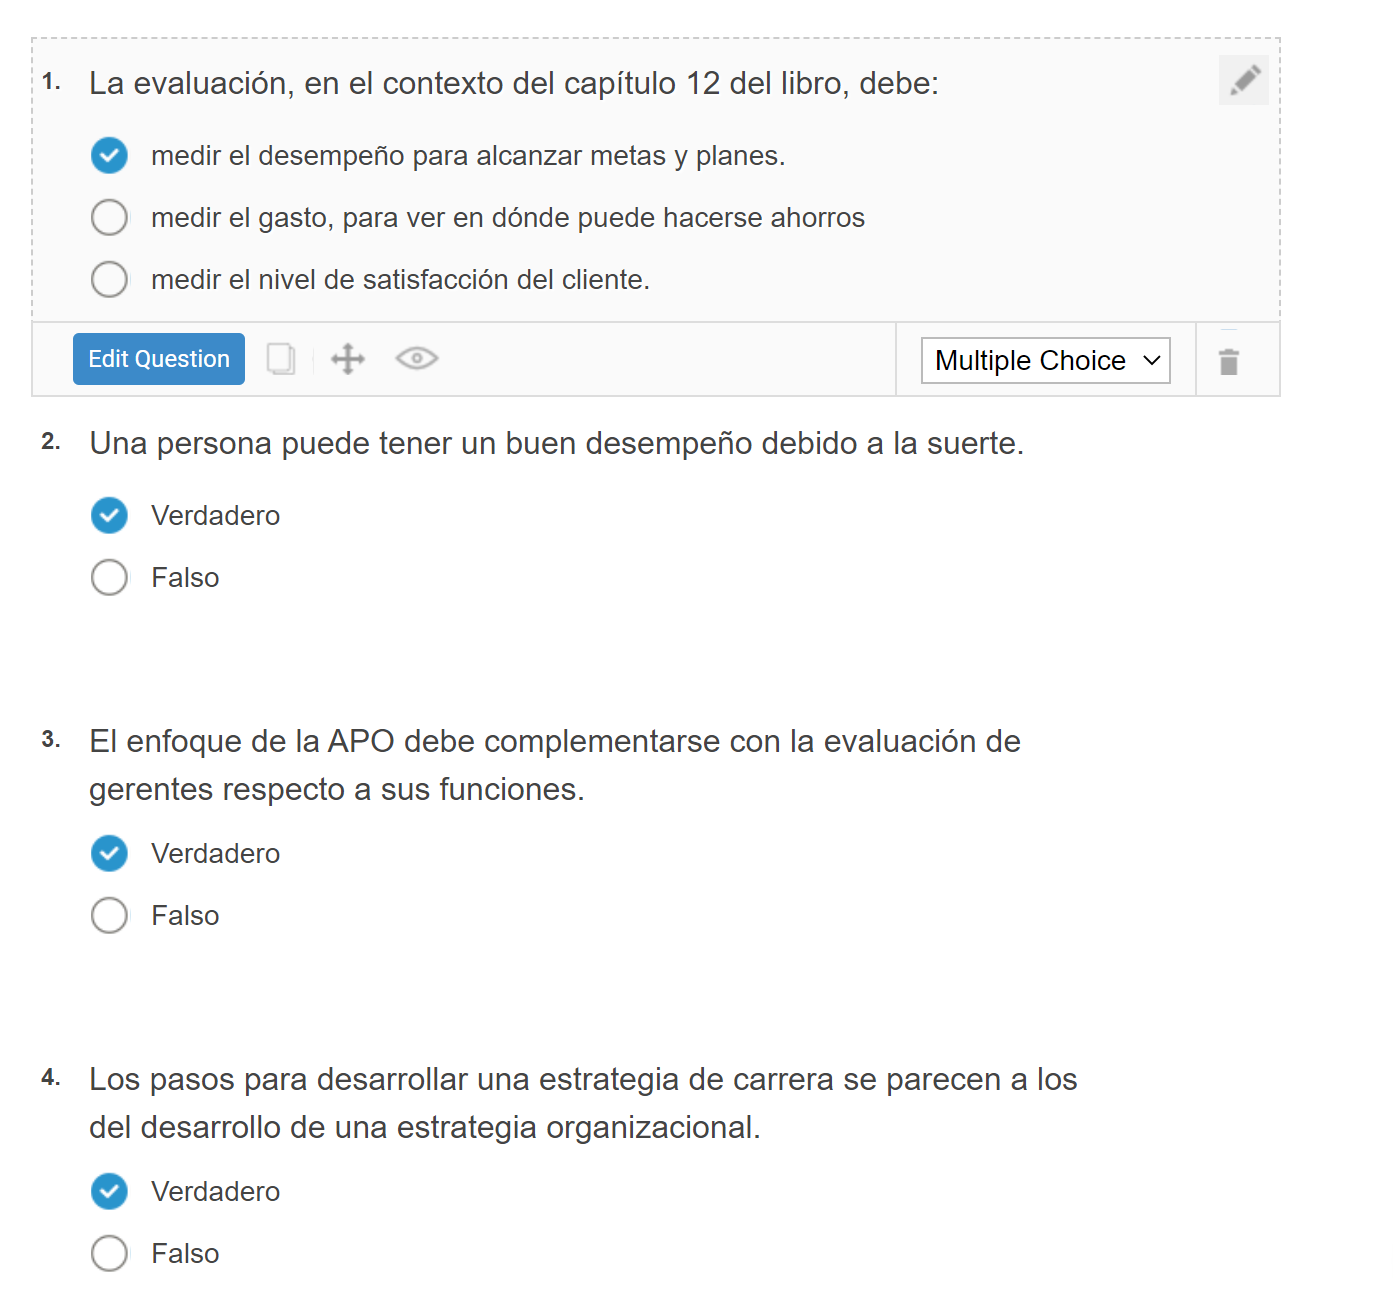 1. La evaluación, en el contexto del capítulo 12 del libro, debe:
medir el desempeño para alcanzar metas y planes.
medir el gasto, para ver en dónde puede hacerse ahorros
medir el nivel de satisfacción del cliente.
Edit Question Multiple Choice
2. Una persona puede tener un buen desempeño debido a la suerte.
Verdadero
Falso
3. El enfoque de la APO debe complementarse con la evaluación de
gerentes respecto a sus funciones.
Verdadero
Falso
4. Los pasos para desarrollar una estrategia de carrera se parecen a los
del desarrollo de una estrategia organizacional.
Verdadero
Falso